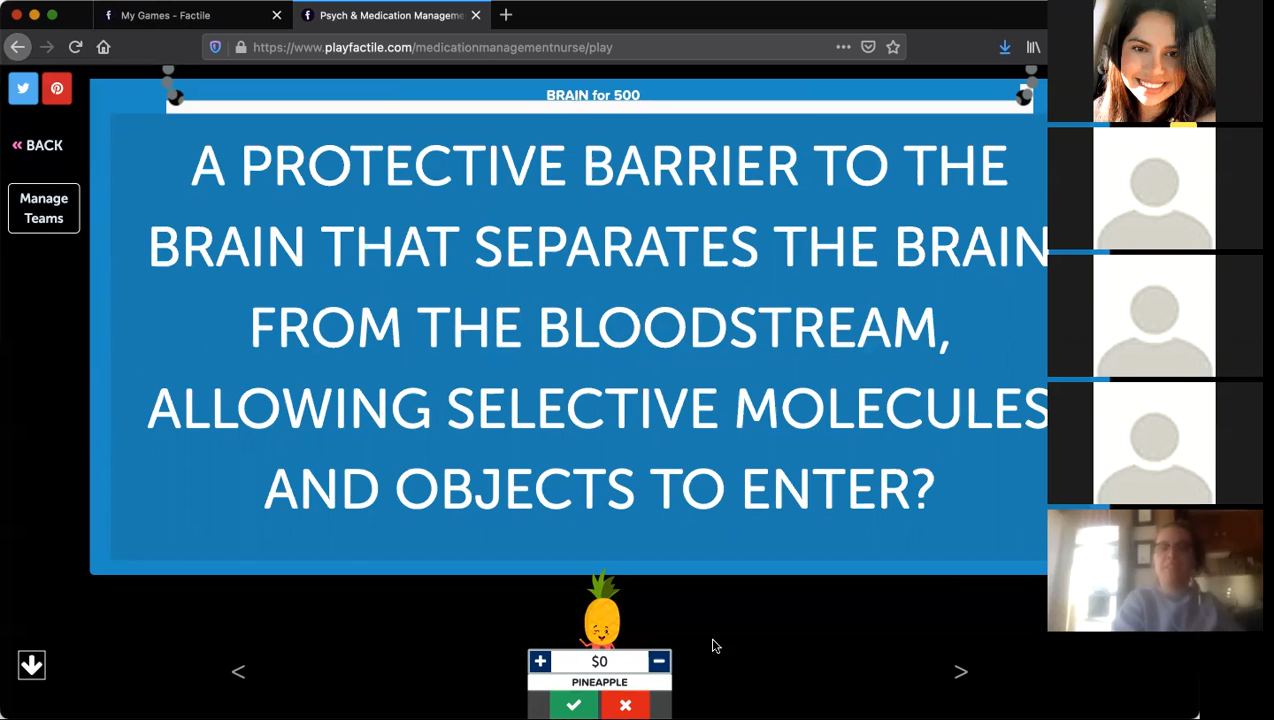 My Games - Factile
Psych & Medication Manageme
https://www.playfactile.com/medicationmanagementnurse/play
BRAIN for 500
« BACK
Manage
Teams
A PROTECTIVE BARRIER TO THE
BRAIN THAT SEPARATES THE BRAIN
FROM THE BLOODSTREAM,
ALLOWING SELECTIVE MOLECULES
AND OBJECTS TO ENTER?
$0
PINEAPPLE